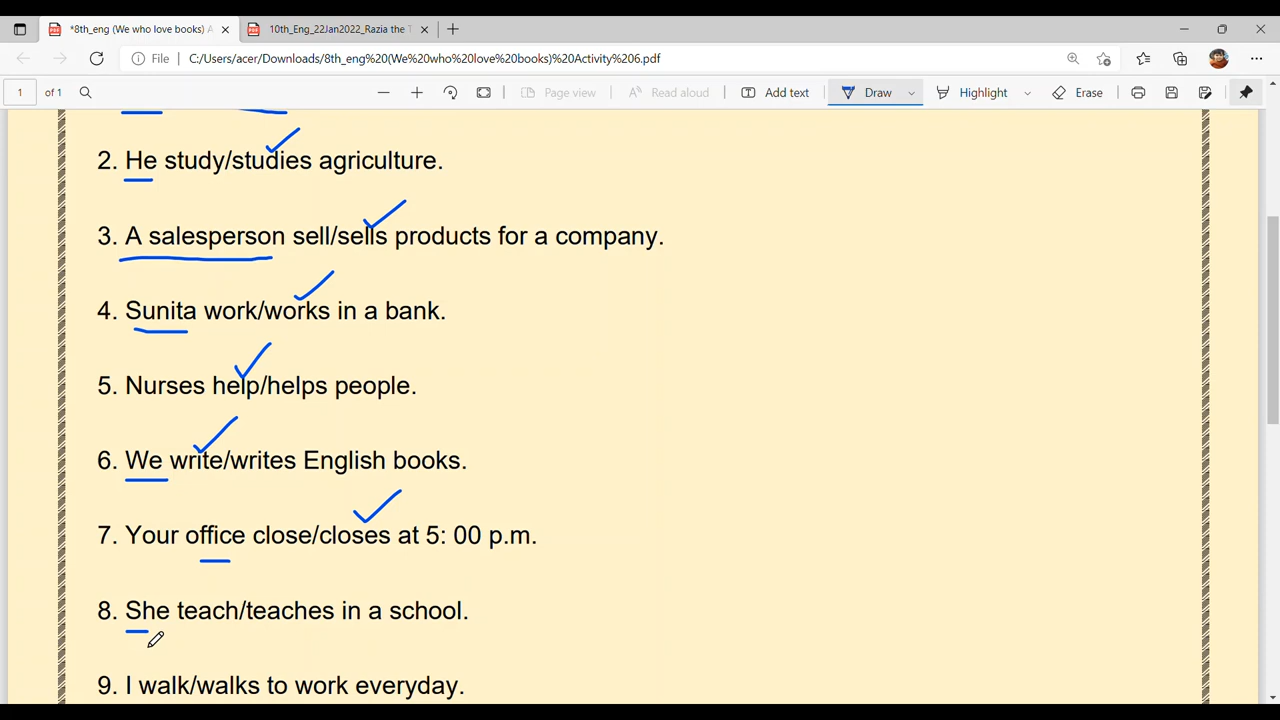 *8th_eng (We who love books) A
10th_Eng_22Jan2022_Razia the T
File
C:/Users/acer/Downloads/8th_eng%20(We%20who%20love%20books)%20Activity%206.pdf
1 of 1
Page view
Read aloud
Add text
Draw
Highlight
Erase
2. He study/studies agriculture.
3. A salesperson sell/sells products for a company.
4. Sunita work/works in a bank.
5. Nurses help/helps people.
6. We write/writes English books.
7. Your office close/closes at 5: 00 p.m.
8. She teach/teaches in a school.
9. I walk/walks to work everyday.